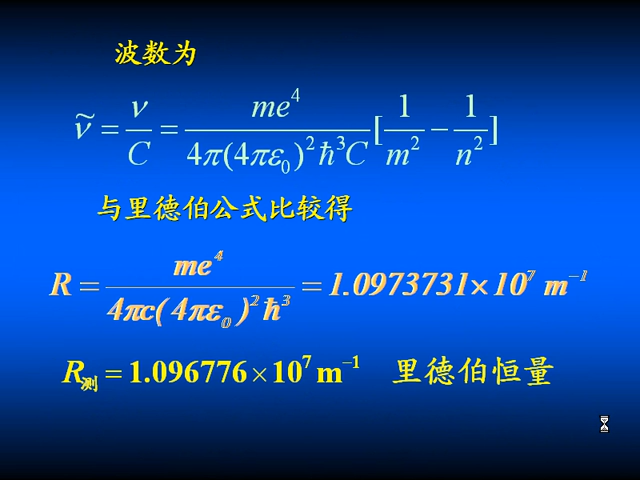 波数为
ν̃ = ν/C = me⁴/(4π(4πε₀)²ħ³C) [1/m² − 1/n²]
与里德伯公式比较得
R = me⁴/(4πc(4πε₀)²ħ³) = 1.0973731×10⁷ m⁻¹
R测 = 1.096776×10⁷ m⁻¹ 里德伯恒量